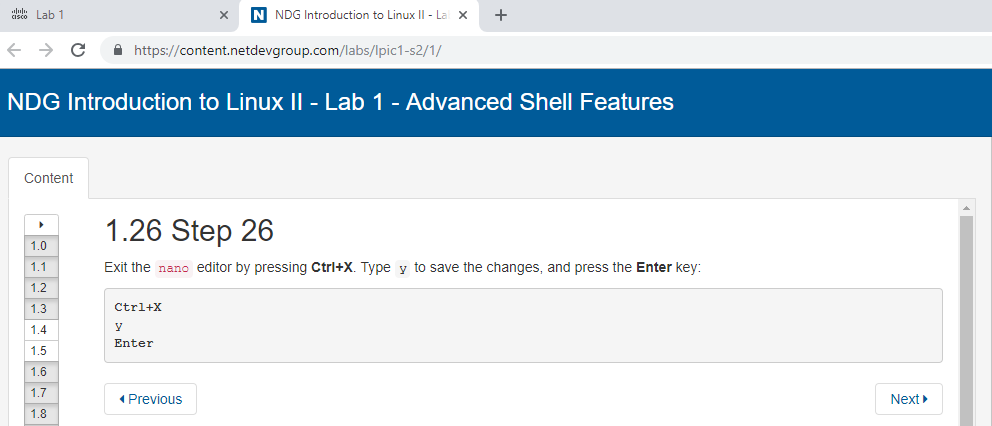 Lab 1
NDG Introduction to Linux II - La
https://content.netdevgroup.com/labs/lpic1-s2/1/
NDG Introduction to Linux II - Lab 1 - Advanced Shell Features
Content
1.0
1.1
1.2
1.3
1.4
1.5
1.6
1.7
1.8
1.26 Step 26
Exit the nano editor by pressing Ctrl+X. Type y to save the changes, and press the Enter key:
Ctrl+X
y
Enter
Previous
Next